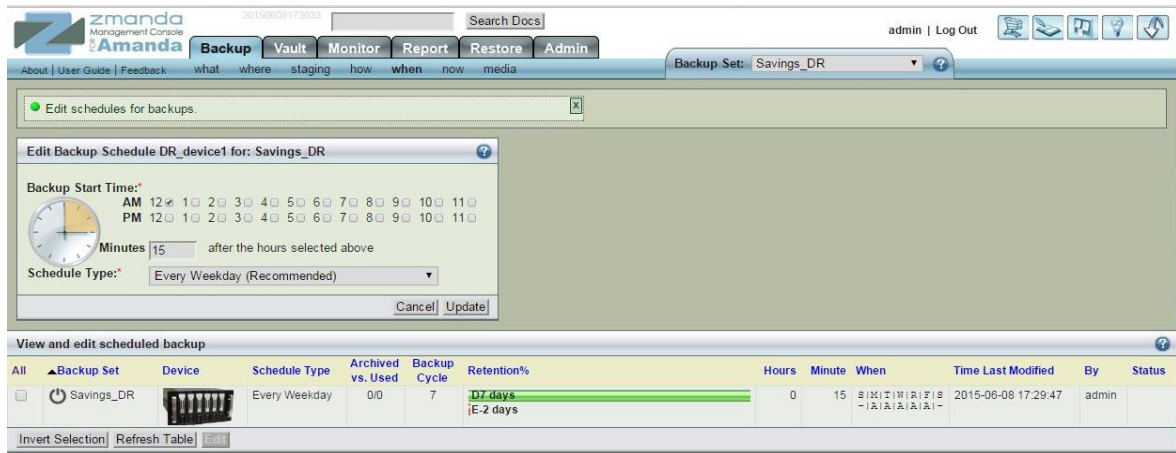 20150608173033
Search Docs
zmanda
Management Console
FOR Amanda
admin | Log Out
Backup Vault Monitor Report Restore Admin
About | User Guide | Feedback
what where staging how when now media
Backup Set: Savings_DR
Edit schedules for backups.
x
Edit Backup Schedule DR_device1 for: Savings_DR
Backup Start Time:*
AM 12 1 2 3 4 5 6 7 8 9 10 11
PM 12 1 2 3 4 5 6 7 8 9 10 11
Minutes 15 after the hours selected above
Schedule Type:* Every Weekday (Recommended)
Cancel Update
View and edit scheduled backup
All Backup Set Device Schedule Type Archived vs. Used Backup Cycle Retention% Hours Minute When Time Last Modified By Status
Savings_DR Every Weekday 0/0 7 D7 days 0 15 S|M|T|W|R|F|S 2015-06-08 17:29:47 admin
E-2 days -|A|A|A|A|A|-
Invert Selection Refresh Table Edit